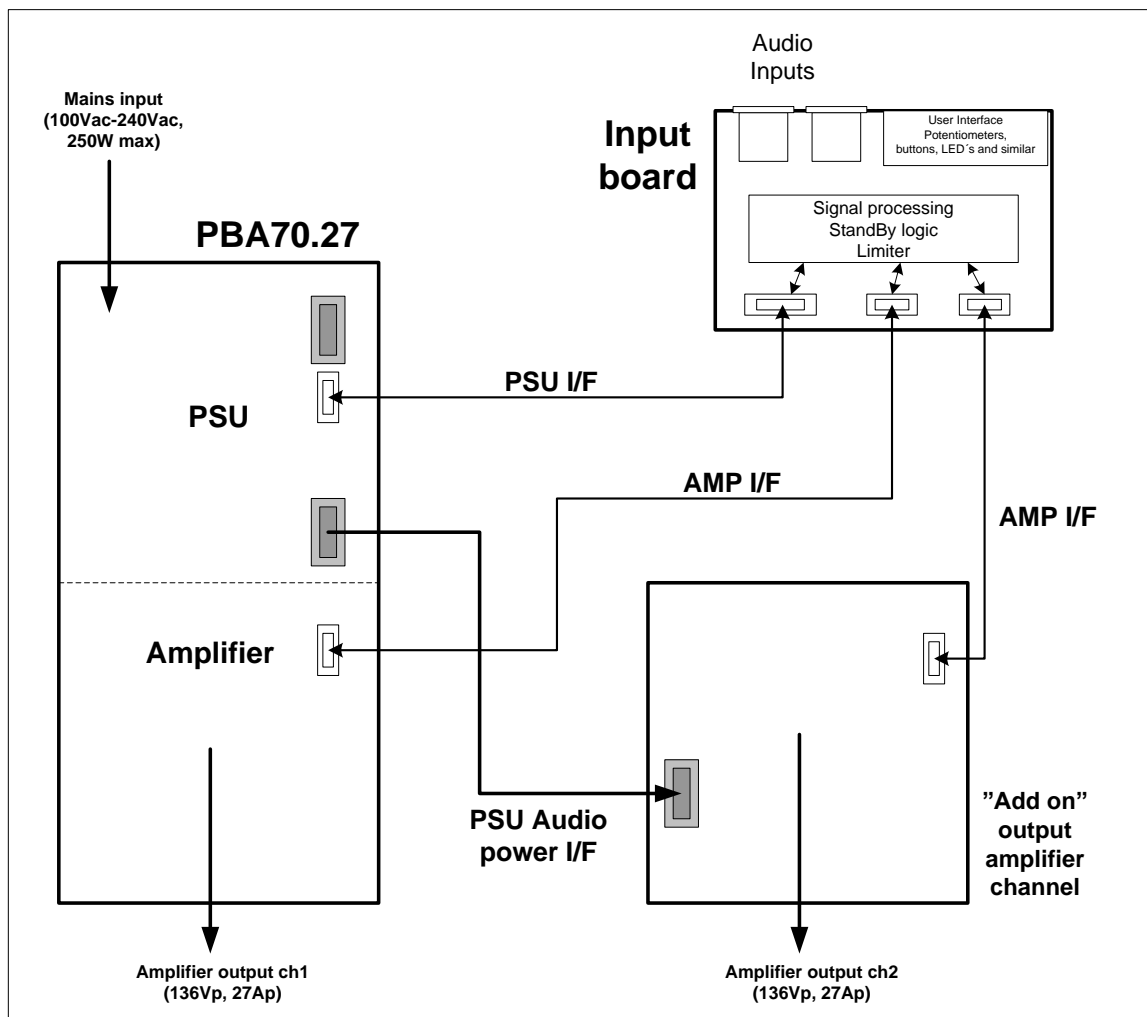 Audio
Inputs
Mains input
(100Vac-240Vac,
250W max)
Input
board
User Interface
Potentiometers,
buttons, LED´s and similar
Signal processing
StandBy logic
Limiter
PBA70.27
PSU
PSU I/F
AMP I/F
AMP I/F
Amplifier
PSU Audio
power I/F
”Add on”
output
amplifier
channel
Amplifier output ch1
(136Vp, 27Ap)
Amplifier output ch2
(136Vp, 27Ap)